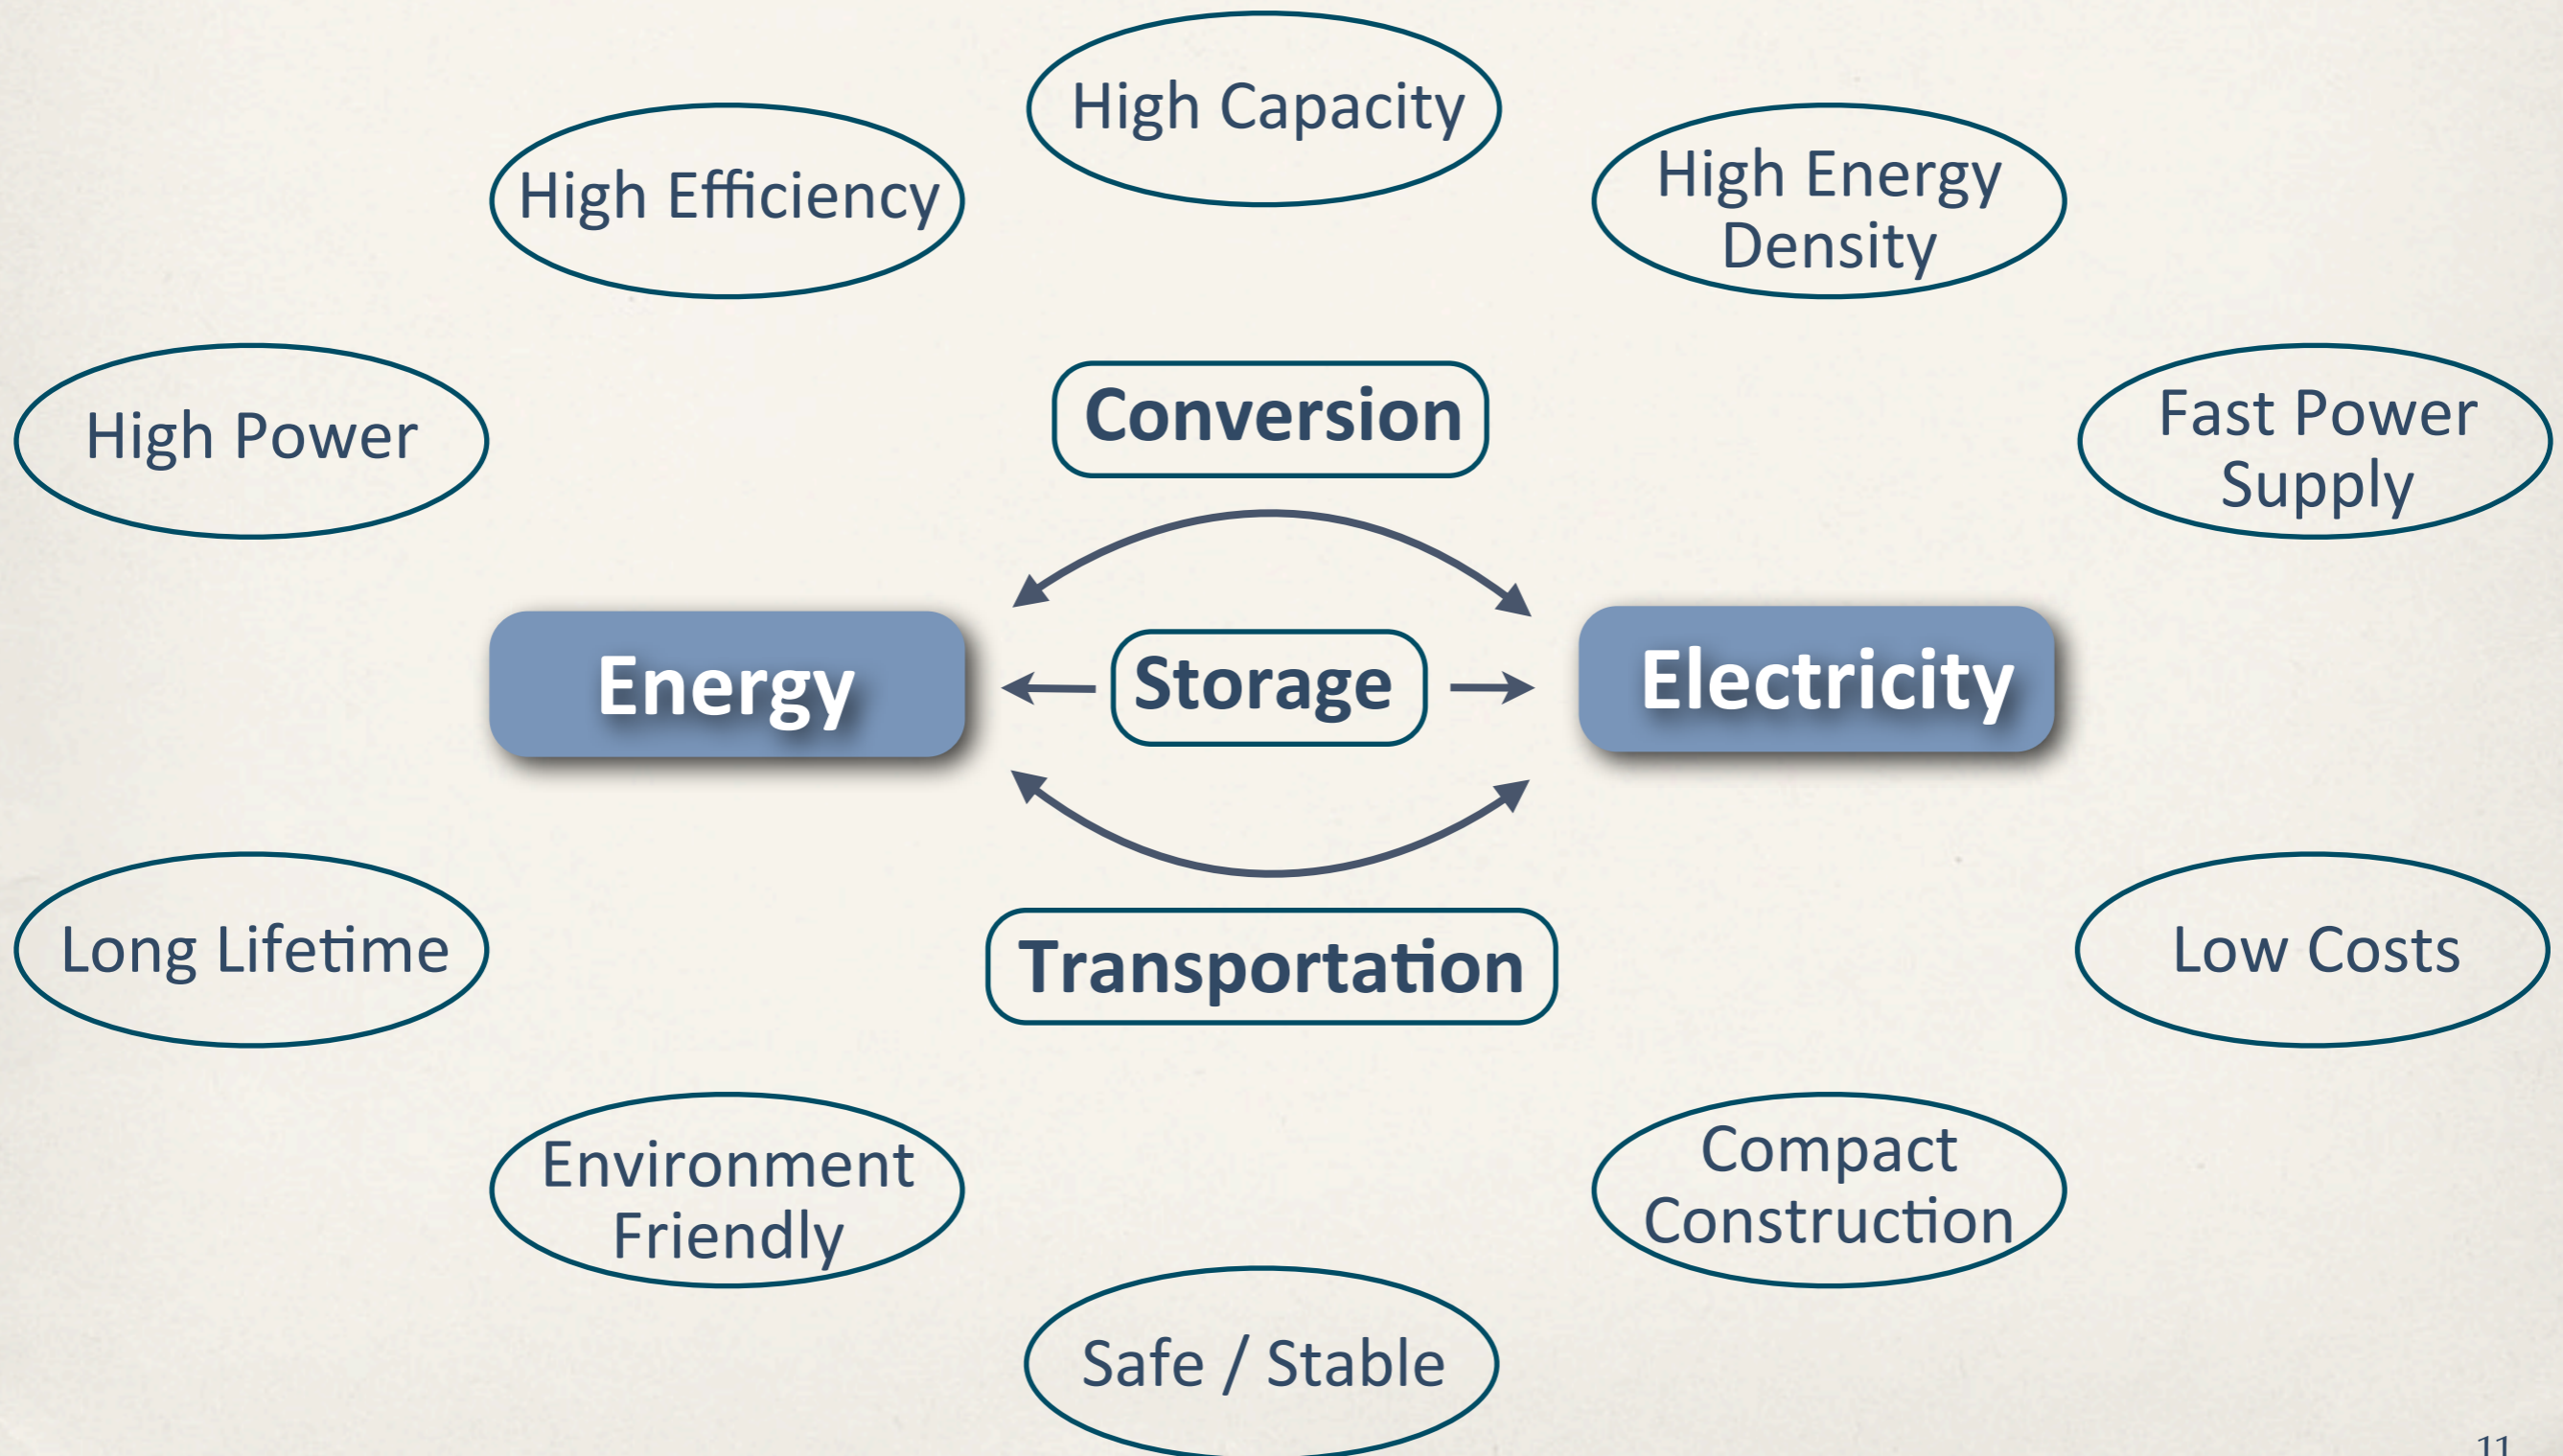 High Capacity
High Efficiency
High Energy
Density
High Power
Conversion
Fast Power
Supply
Energy
Storage
Electricity
Long Lifetime
Transportation
Low Costs
Environment
Friendly
Compact
Construction
Safe / Stable
11